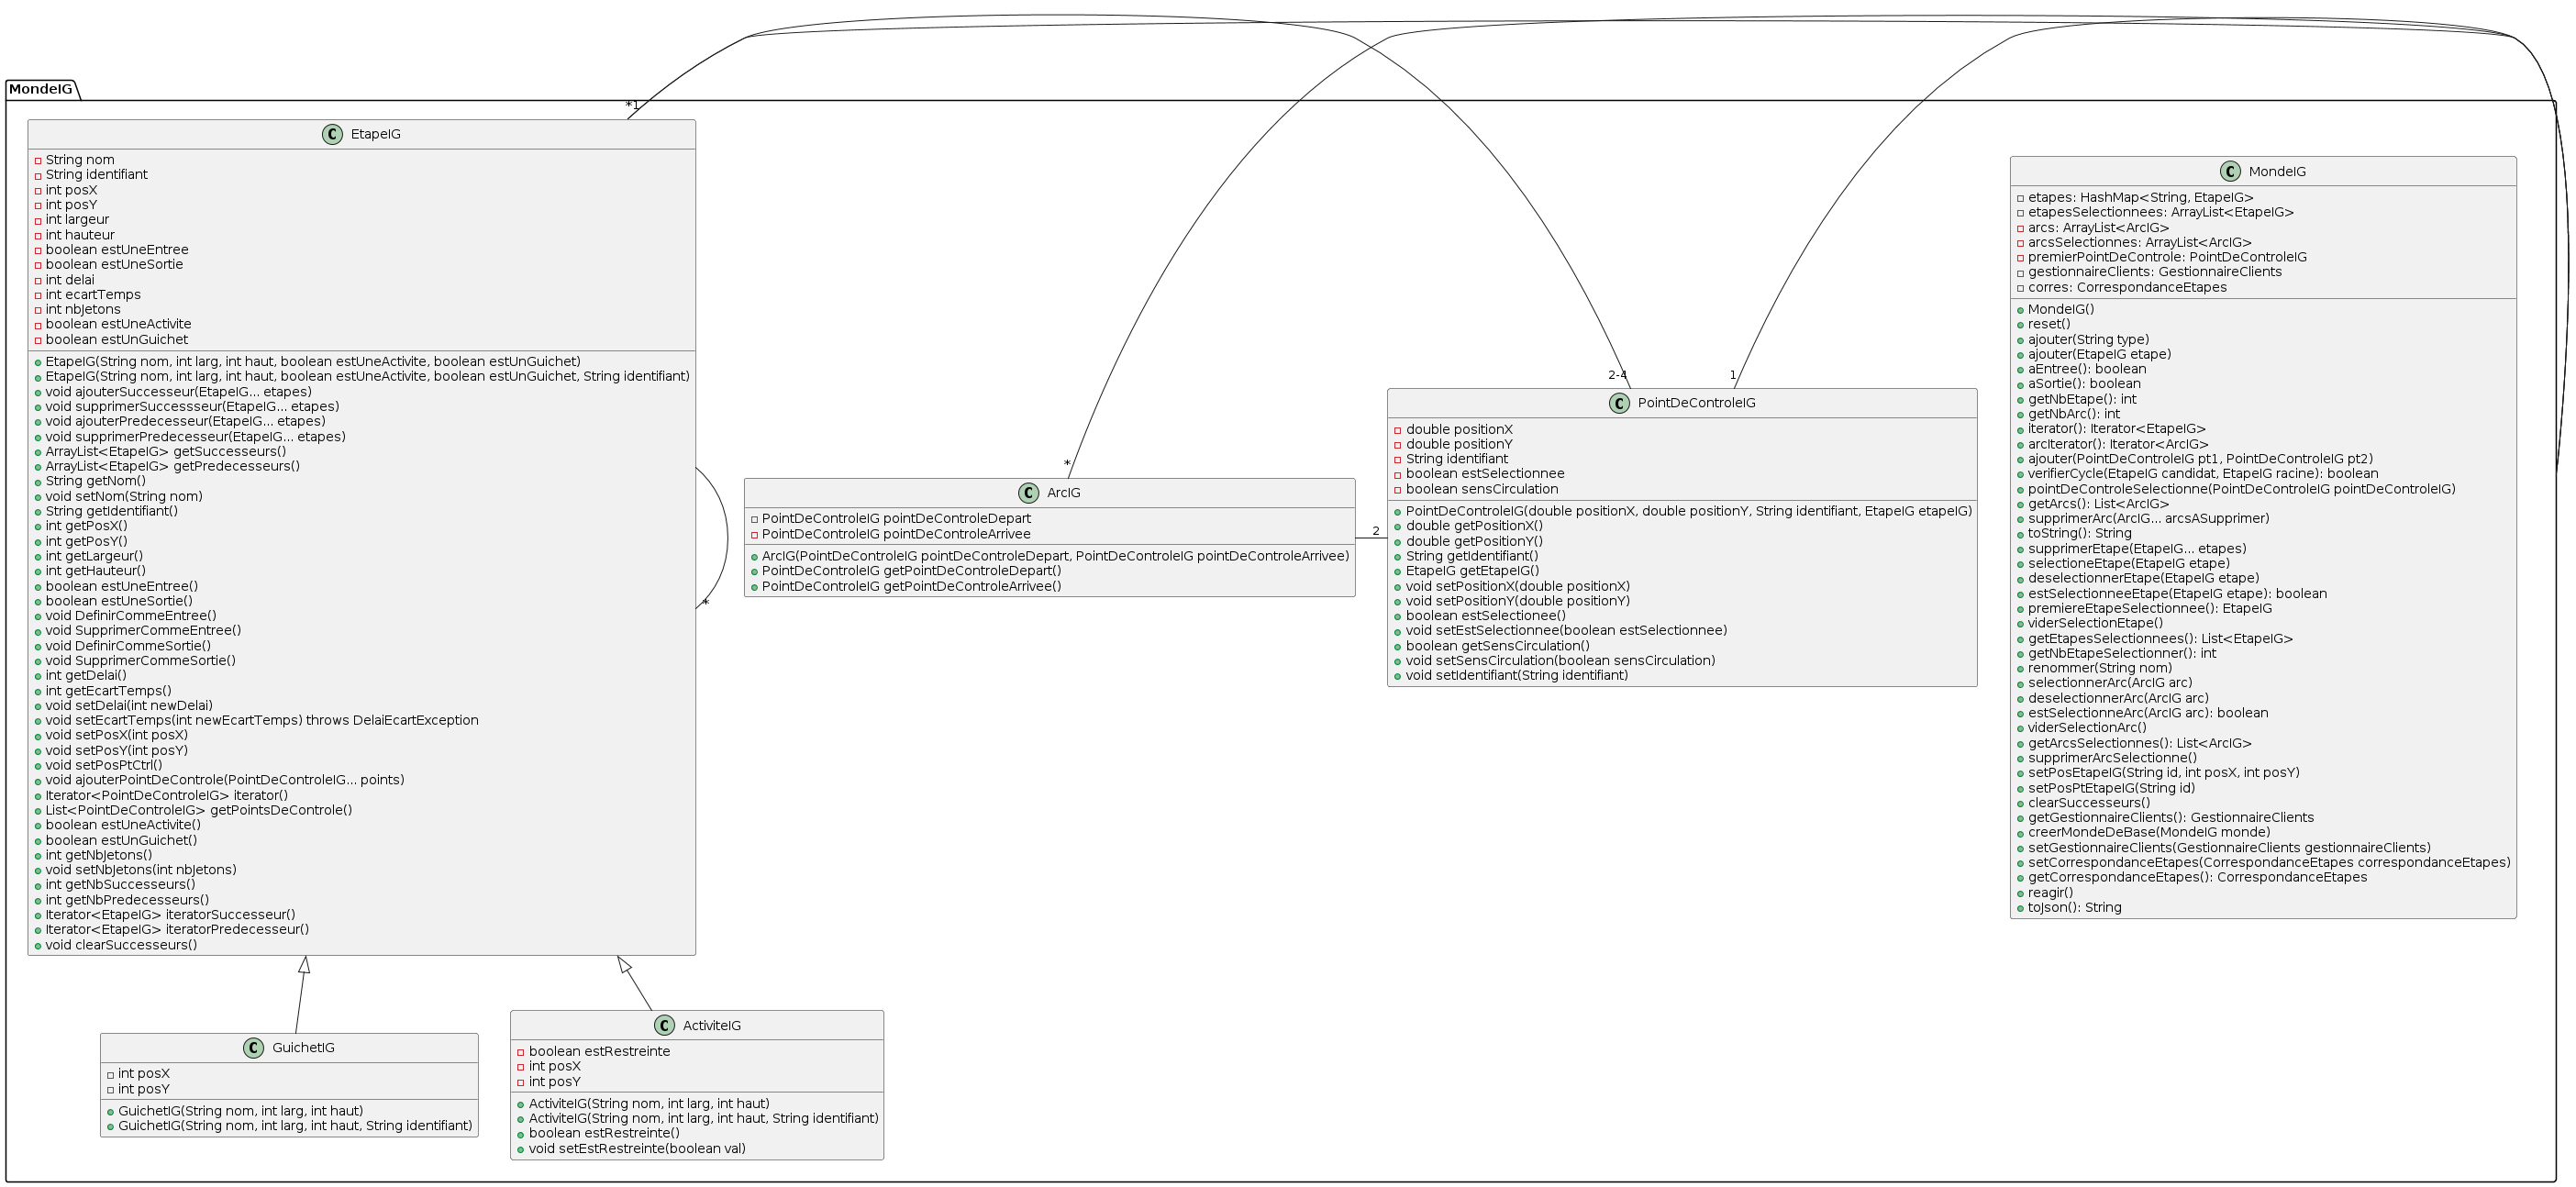 MondeIG
*1
EtapeIG
String nom
String identifiant
int posX
int posY
int largeur
int hauteur
boolean estUneEntree
boolean estUneSortie
int delai
int ecartTemps
int nbJetons
boolean estUneActivite
boolean estUnGuichet
EtapeIG(String nom, int larg, int haut, boolean estUneActivite, boolean estUnGuichet)
EtapeIG(String nom, int larg, int haut, boolean estUneActivite, boolean estUnGuichet, String identifiant)
void ajouterSuccesseur(EtapeIG... etapes)
void supprimerSuccessseur(EtapeIG... etapes)
void ajouterPredecesseur(EtapeIG... etapes)
void supprimerPredecesseur(EtapeIG... etapes)
ArrayList<EtapeIG> getSuccesseurs()
ArrayList<EtapeIG> getPredecesseurs()
String getNom()
void setNom(String nom)
String getIdentifiant()
int getPosX()
int getPosY()
int getLargeur()
int getHauteur()
boolean estUneEntree()
boolean estUneSortie()
void DefinirCommeEntree()
void SupprimerCommeEntree()
void DefinirCommeSortie()
void SupprimerCommeSortie()
int getDelai()
int getEcartTemps()
void setDelai(int newDelai)
void setEcartTemps(int newEcartTemps) throws DelaiEcartException
void setPosX(int posX)
void setPosY(int posY)
void setPosPtCtrl()
void ajouterPointDeControle(PointDeControleIG... points)
Iterator<PointDeControleIG> iterator()
List<PointDeControleIG> getPointsDeControle()
boolean estUneActivite()
boolean estUnGuichet()
int getNbJetons()
void setNbJetons(int nbJetons)
int getNbSuccesseurs()
int getNbPredecesseurs()
Iterator<EtapeIG> iteratorSuccesseur()
Iterator<EtapeIG> iteratorPredecesseur()
void clearSuccesseurs()
*
GuichetIG
int posX
int posY
GuichetIG(String nom, int larg, int haut)
GuichetIG(String nom, int larg, int haut, String identifiant)
ActiviteIG
boolean estRestreinte
int posX
int posY
ActiviteIG(String nom, int larg, int haut)
ActiviteIG(String nom, int larg, int haut, String identifiant)
boolean estRestreinte()
void setEstRestreinte(boolean val)
*
ArcIG
PointDeControleIG pointDeControleDepart
PointDeControleIG pointDeControleArrivee
ArcIG(PointDeControleIG pointDeControleDepart, PointDeControleIG pointDeControleArrivee)
PointDeControleIG getPointDeControleDepart()
PointDeControleIG getPointDeControleArrivee()
2
2-4
1
PointDeControleIG
double positionX
double positionY
String identifiant
boolean estSelectionnee
boolean sensCirculation
PointDeControleIG(double positionX, double positionY, String identifiant, EtapeIG etapeIG)
double getPositionX()
double getPositionY()
String getIdentifiant()
EtapeIG getEtapeIG()
void setPositionX(double positionX)
void setPositionY(double positionY)
boolean estSelectionee()
void setEstSelectionnee(boolean estSelectionnee)
boolean getSensCirculation()
void setSensCirculation(boolean sensCirculation)
void setIdentifiant(String identifiant)
MondeIG
etapes: HashMap<String, EtapeIG>
etapesSelectionnees: ArrayList<EtapeIG>
arcs: ArrayList<ArcIG>
arcsSelectionnes: ArrayList<ArcIG>
premierPointDeControle: PointDeControleIG
gestionnaireClients: GestionnaireClients
corres: CorrespondanceEtapes
MondeIG()
reset()
ajouter(String type)
ajouter(EtapeIG etape)
aEntree(): boolean
aSortie(): boolean
getNbEtape(): int
getNbArc(): int
iterator(): Iterator<EtapeIG>
arcIterator(): Iterator<ArcIG>
ajouter(PointDeControleIG pt1, PointDeControleIG pt2)
verifierCycle(EtapeIG candidat, EtapeIG racine): boolean
pointDeControleSelectionne(PointDeControleIG pointDeControleIG)
getArcs(): List<ArcIG>
supprimerArc(ArcIG... arcsASupprimer)
toString(): String
supprimerEtape(EtapeIG... etapes)
selectioneEtape(EtapeIG etape)
deselectionnerEtape(EtapeIG etape)
estSelectionneeEtape(EtapeIG etape): boolean
premiereEtapeSelectionnee(): EtapeIG
viderSelectionEtape()
getEtapesSelectionnees(): List<EtapeIG>
getNbEtapeSelectionner(): int
renommer(String nom)
selectionnerArc(ArcIG arc)
deselectionnerArc(ArcIG arc)
estSelectionneArc(ArcIG arc): boolean
viderSelectionArc()
getArcsSelectionnes(): List<ArcIG>
supprimerArcSelectionne()
setPosEtapeIG(String id, int posX, int posY)
setPosPtEtapeIG(String id)
clearSuccesseurs()
getGestionnaireClients(): GestionnaireClients
creerMondeDeBase(MondeIG monde)
setGestionnaireClients(GestionnaireClients gestionnaireClients)
setCorrespondanceEtapes(CorrespondanceEtapes correspondanceEtapes)
getCorrespondanceEtapes(): CorrespondanceEtapes
reagir()
toJson(): String